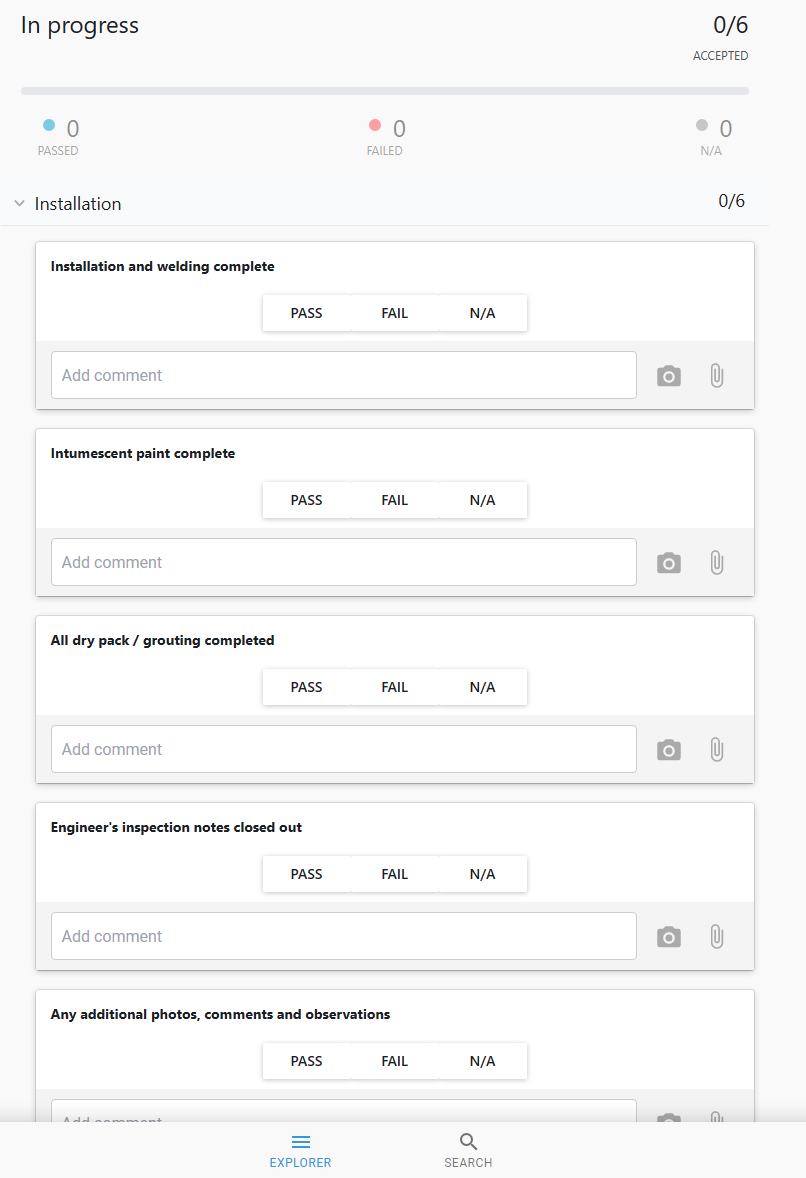 In progress
0/6
ACCEPTED
0
PASSED
0
FAILED
0
N/A
Installation
0/6
Installation and welding complete
PASS FAIL N/A
Add comment
Intumescent paint complete
PASS FAIL N/A
Add comment
All dry pack / grouting completed
PASS FAIL N/A
Add comment
Engineer's inspection notes closed out
PASS FAIL N/A
Add comment
Any additional photos, comments and observations
PASS FAIL N/A
Add comment
EXPLORER
SEARCH